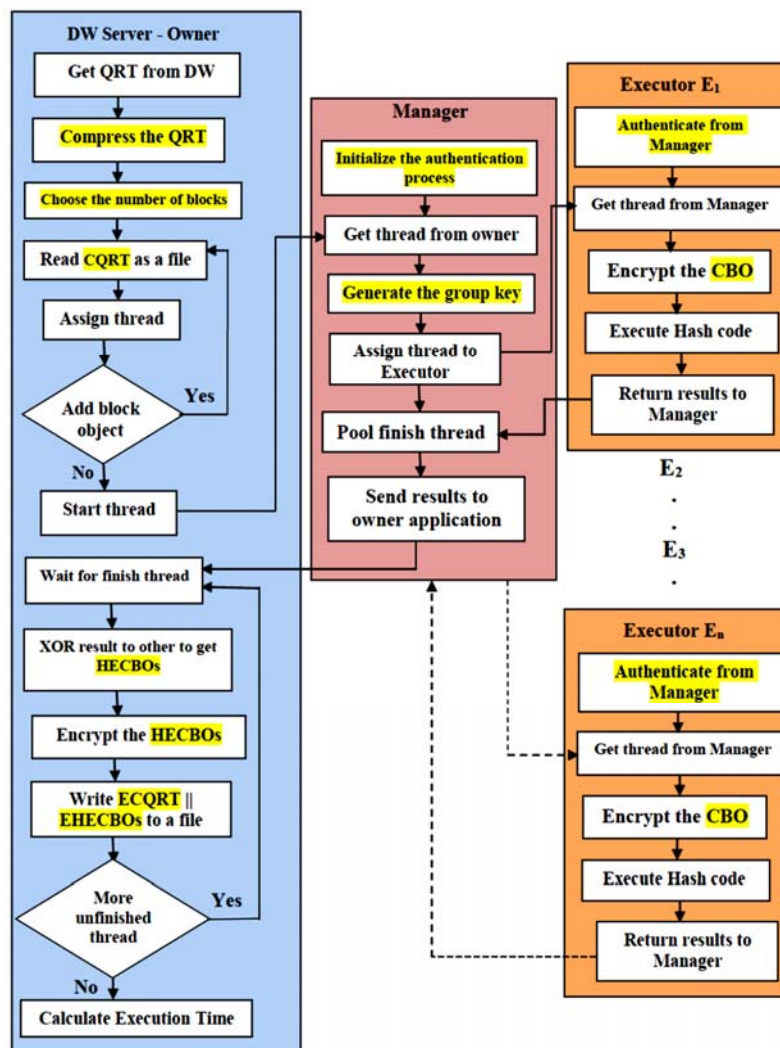 DW Server - Owner
Get QRT from DW
Compress the QRT
Choose the number of blocks
Read CQRT as a file
Assign thread
Add block
object
Yes
No
Start thread
Wait for finish thread
XOR result to other to get
HECBOs
Encrypt the HECBOs
Write ECQRT ||
EHECBOs to a file
More
unfinished
thread
Yes
No
Calculate Execution Time
Manager
Initialize the authentication
process
Get thread from owner
Generate the group key
Assign thread to
Executor
Pool finish thread
Send results to
owner application
Executor E1
Authenticate from
Manager
Get thread from Manager
Encrypt the CBO
Execute Hash code
Return results to
Manager
E2
.
.
E3
.
Executor En
Authenticate from
Manager
Get thread from Manager
Encrypt the CBO
Execute Hash code
Return results to
Manager